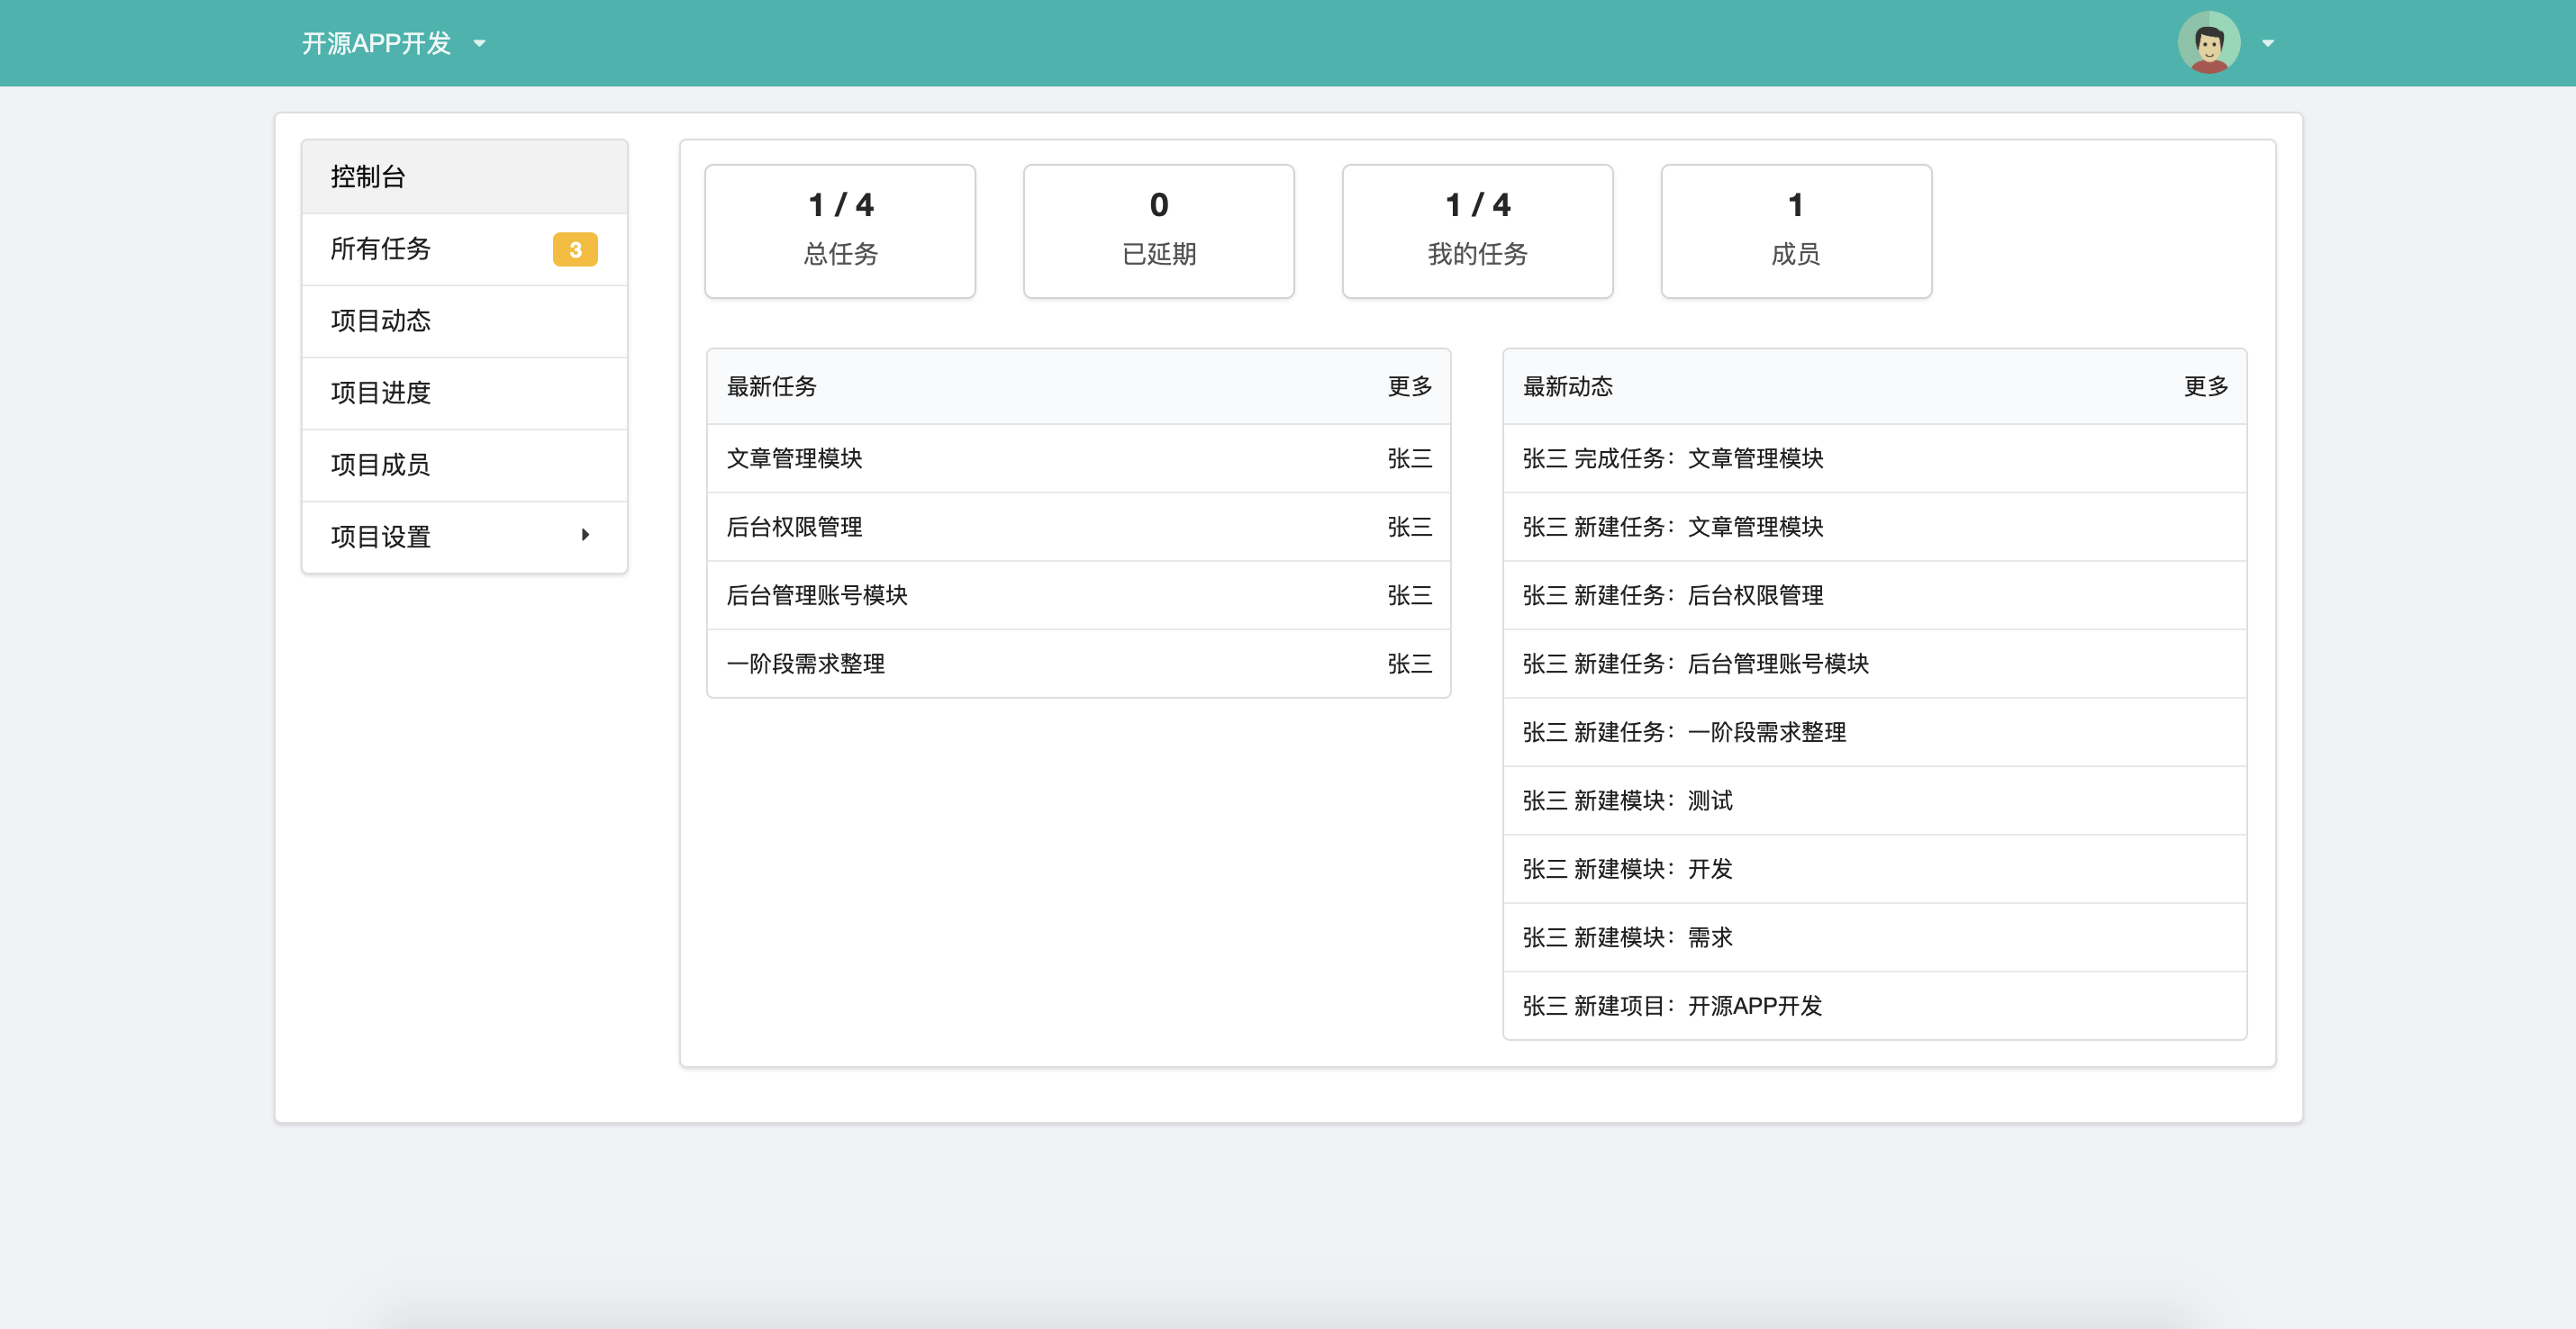 开源APP开发
控制台
所有任务 3
项目动态
项目进度
项目成员
项目设置
1 / 4
总任务
0
已延期
1 / 4
我的任务
1
成员
最新任务 更多
文章管理模块 张三
后台权限管理 张三
后台管理账号模块 张三
一阶段需求整理 张三
最新动态 更多
张三 完成任务：文章管理模块
张三 新建任务：文章管理模块
张三 新建任务：后台权限管理
张三 新建任务：后台管理账号模块
张三 新建任务：一阶段需求整理
张三 新建模块：测试
张三 新建模块：开发
张三 新建模块：需求
张三 新建项目：开源APP开发